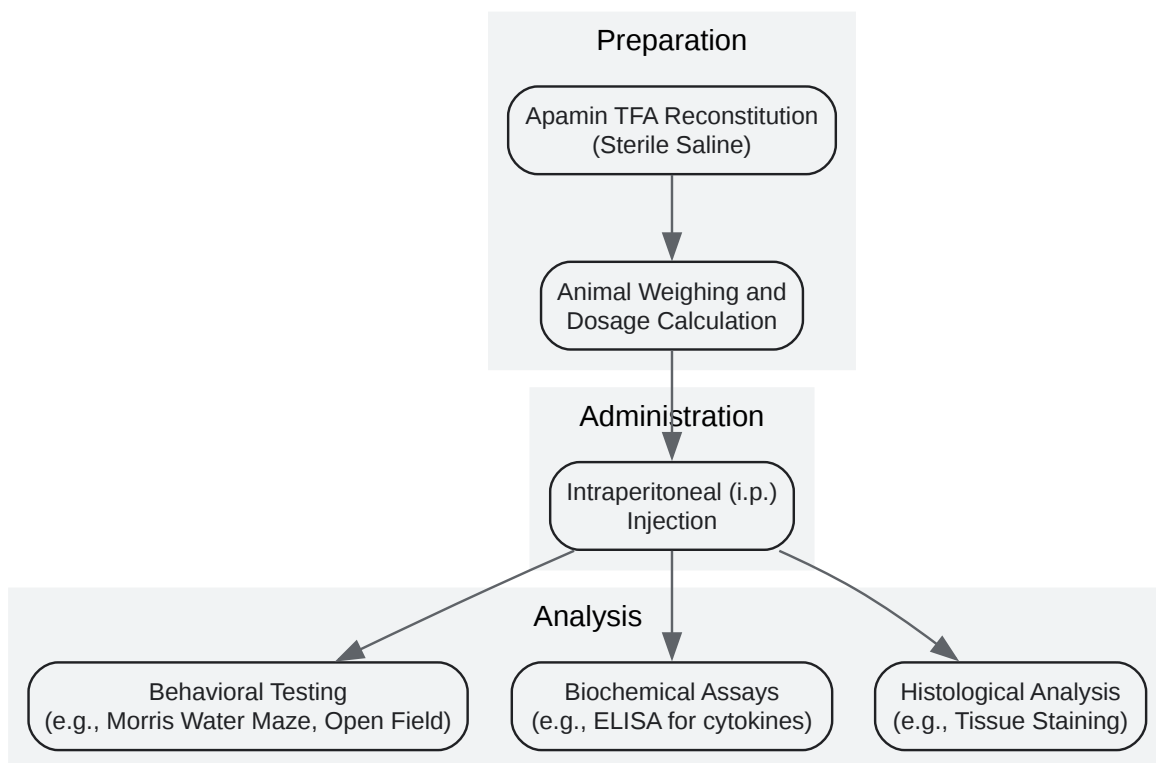 Preparation
Apamin TFA Reconstitution
(Sterile Saline)
Animal Weighing and
Dosage Calculation
Administration
Intraperitoneal (i.p.)
Injection
Analysis
Behavioral Testing
(e.g., Morris Water Maze, Open Field)
Biochemical Assays
(e.g., ELISA for cytokines)
Histological Analysis
(e.g., Tissue Staining)